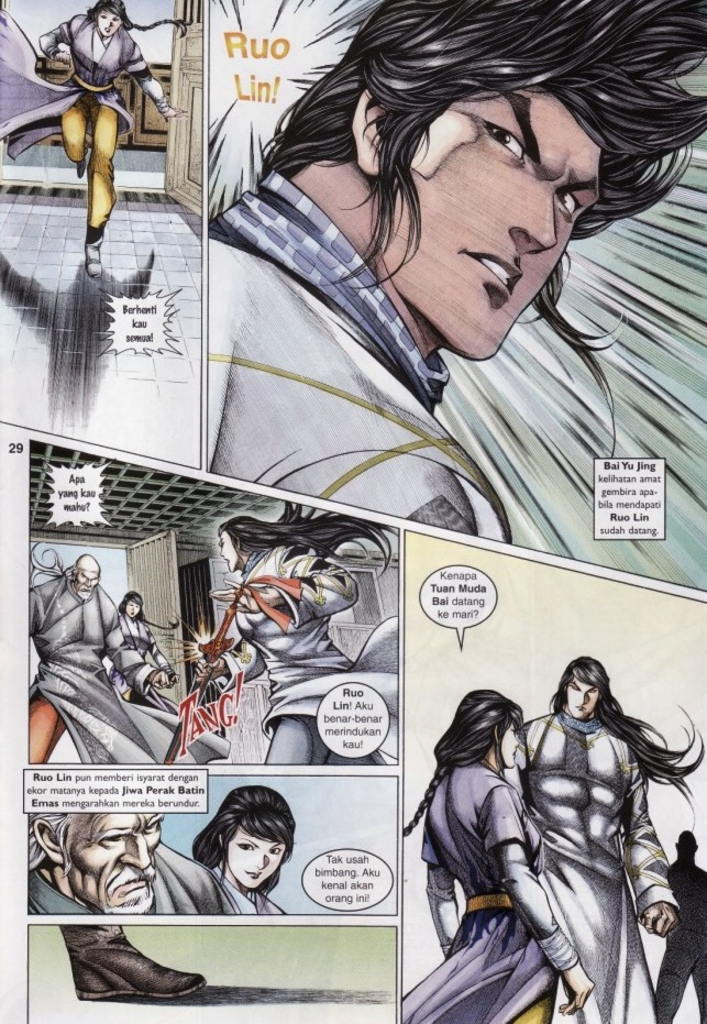 Berhenti
kau
semua!
Ruo
Lin!
Bai Yu Jing
kelihatan amat
gembira apa-
bila mendapati
Ruo Lin
sudah datang.
29
Apa
yang kau
mahu?
TANG!
Ruo
Lin! Aku
benar-benar
merindukan
kau!
Ruo Lin pun memberi isyarat dengan
ekor matanya kepada Jiwa Perak Batin
Emas mengarahkan mereka berundur.
Tak usah
bimbang. Aku
kenal akan
orang ini!
Kenapa
Tuan Muda
Bai datang
ke mari?